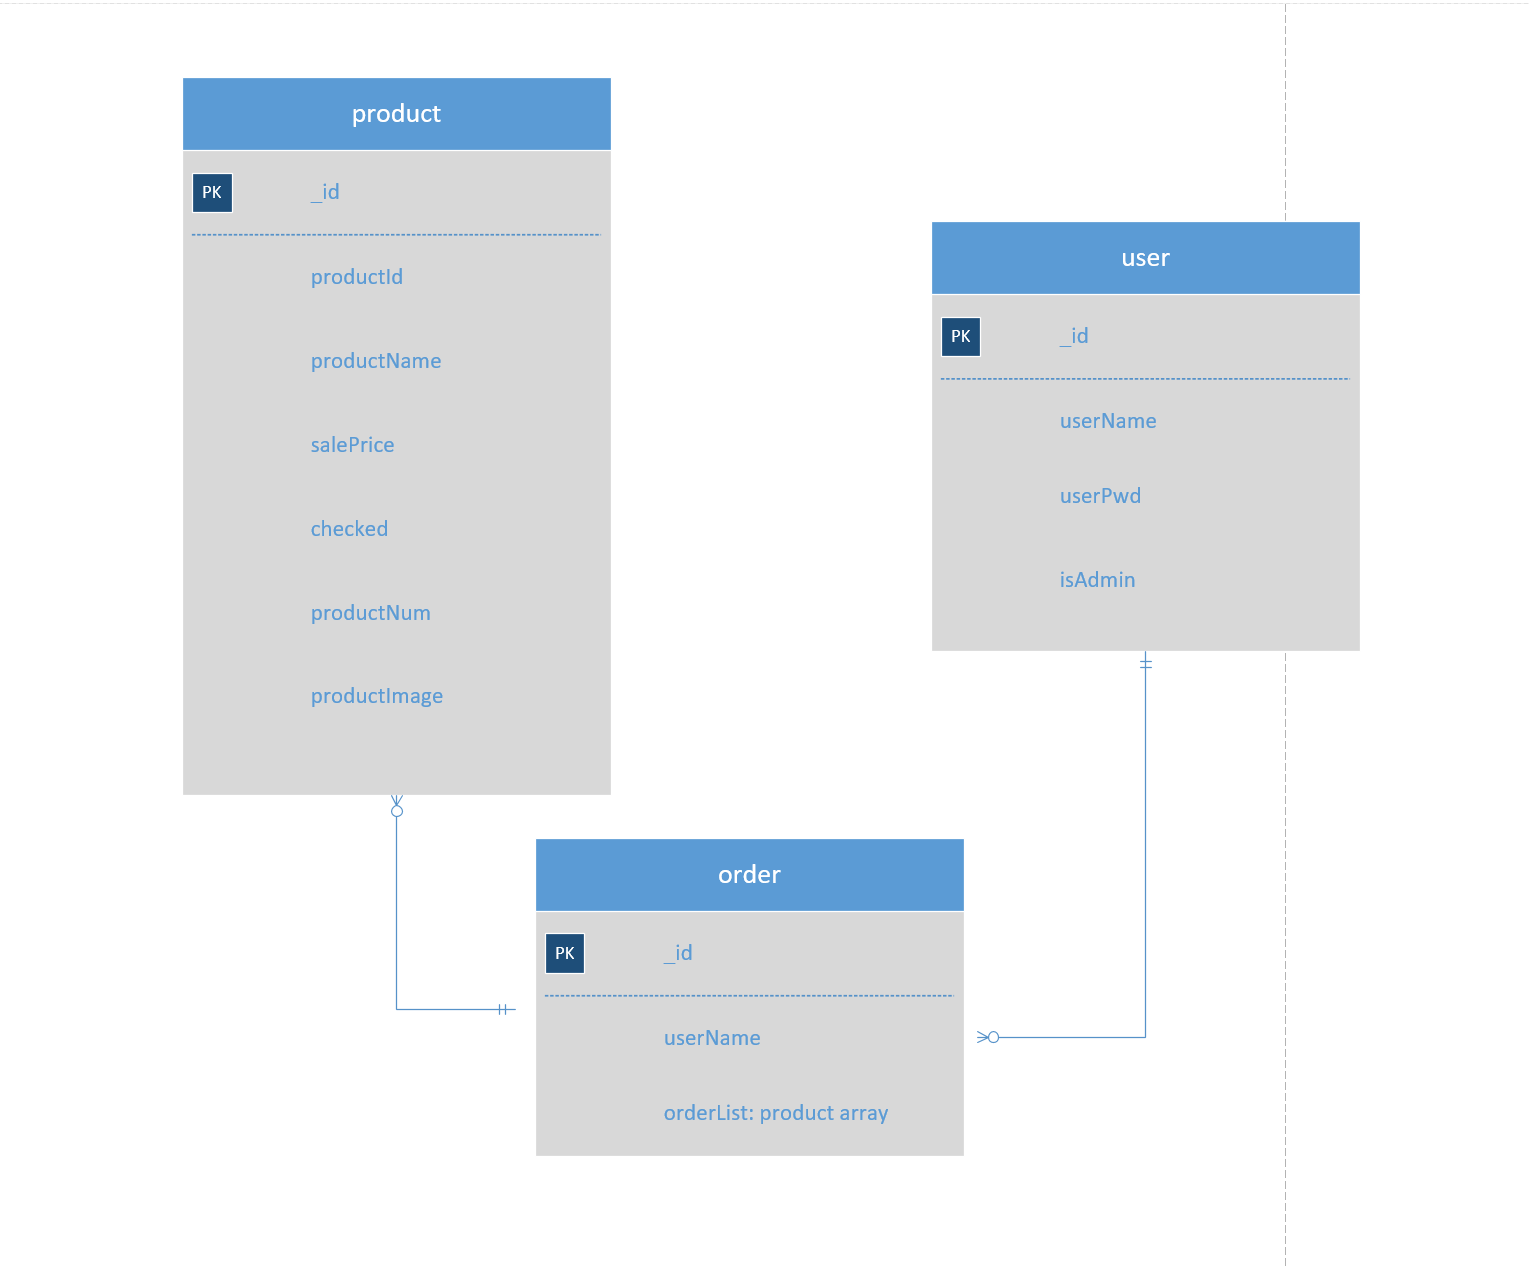 product
PK
_id
productId
productName
salePrice
checked
productNum
productImage
user
PK
_id
userName
userPwd
isAdmin
order
PK
_id
userName
orderList: product array